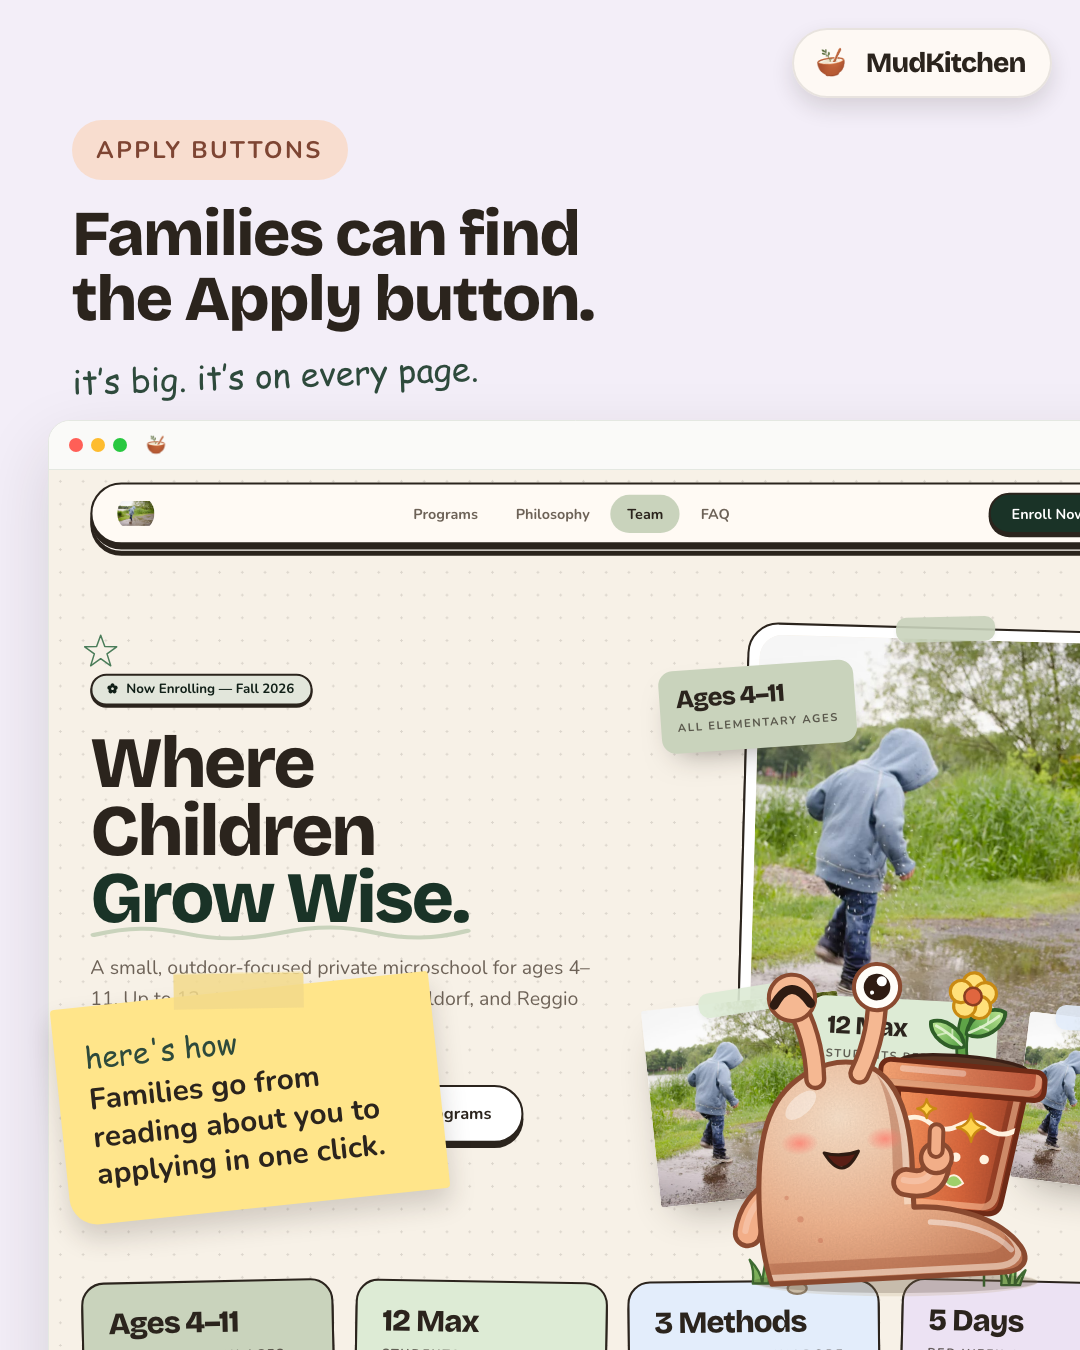 MudKitchen
APPLY BUTTONS
Families can find
the Apply button.
it's big. it's on every page.
Programs
Philosophy
Team
FAQ
Enroll Now
Now Enrolling — Fall 2026
Where
Children
Grow Wise.
A small, outdoor-focused private microschool for ages 4–
11. Up to
ldorf, and Reggio
grams
Ages 4–11
ALL ELEMENTARY AGES
12 Max
here's how
Families go from
reading about you to
applying in one click.
Ages 4–11
12 Max
3 Methods
5 Days